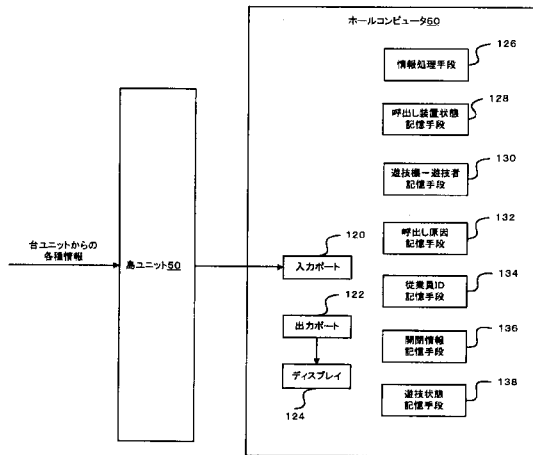 ホールコンピュータ60
126
情報処理手段
128
呼出し装置状態
記憶手段
130
遊技機ー遊技者
記憶手段
132
呼出し原因
記憶手段
台ユニットからの
各種情報
島ユニット50
120
入力ポート
134
従業員ID
記憶手段
122
出力ポート
136
開閉情報
記憶手段
ディスプレイ
124
138
遊技状態
記憶手段